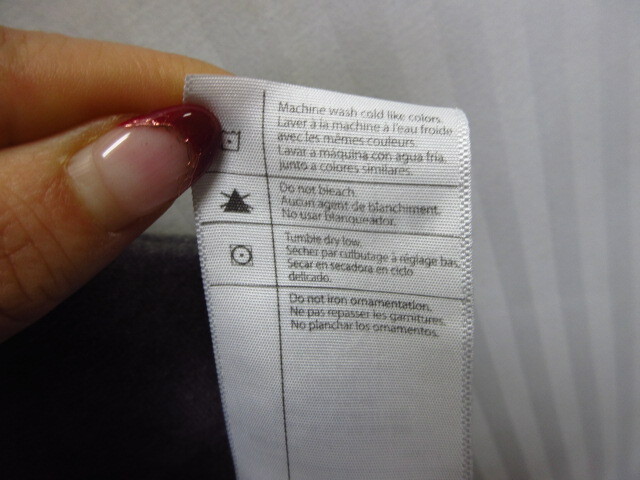 Machine wash cold like colors.
Laver à la machine à l'eau froide
avec les mêmes couleurs.
Lavar a máquina con agua fría.
junto a colores similares.
Do not bleach.
Aucun agent de blanchiment.
No usar blanqueador.
Tumble dry low.
Sécher par culbutage à réglage bas.
Secar en secadora en ciclo
delicado.
Do not iron ornamentation.
Ne pas repasser les garnitures.
No planchar los ornamentos.